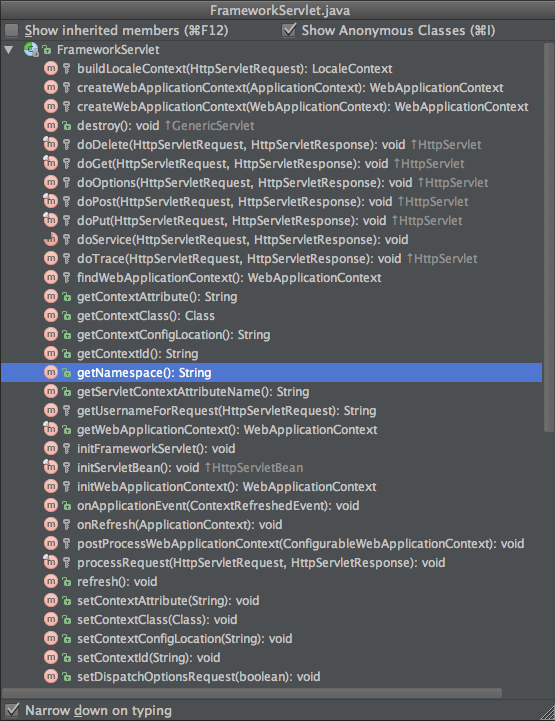 FrameworkServlet.java
Show inherited members (⌘F12) Show Anonymous Classes (⌘I)
FrameworkServlet
buildLocaleContext(HttpServletRequest): LocaleContext
createWebApplicationContext(ApplicationContext): WebApplicationContext
createWebApplicationContext(WebApplicationContext): WebApplicationContext
destroy(): void ↑GenericServlet
doDelete(HttpServletRequest, HttpServletResponse): void ↑HttpServlet
doGet(HttpServletRequest, HttpServletResponse): void ↑HttpServlet
doOptions(HttpServletRequest, HttpServletResponse): void ↑HttpServlet
doPost(HttpServletRequest, HttpServletResponse): void ↑HttpServlet
doPut(HttpServletRequest, HttpServletResponse): void ↑HttpServlet
doService(HttpServletRequest, HttpServletResponse): void
doTrace(HttpServletRequest, HttpServletResponse): void ↑HttpServlet
findWebApplicationContext(): WebApplicationContext
getContextAttribute(): String
getContextClass(): Class
getContextConfigLocation(): String
getContextId(): String
getNamespace(): String
getServletContextAttributeName(): String
getUsernameForRequest(HttpServletRequest): String
getWebApplicationContext(): WebApplicationContext
initFrameworkServlet(): void
initServletBean(): void ↑HttpServletBean
initWebApplicationContext(): WebApplicationContext
onApplicationEvent(ContextRefreshedEvent): void
onRefresh(ApplicationContext): void
postProcessWebApplicationContext(ConfigurableWebApplicationContext): void
processRequest(HttpServletRequest, HttpServletResponse): void
refresh(): void
setContextAttribute(String): void
setContextClass(Class): void
setContextConfigLocation(String): void
setContextId(String): void
setDispatchOptionsRequest(boolean): void
Narrow down on typing